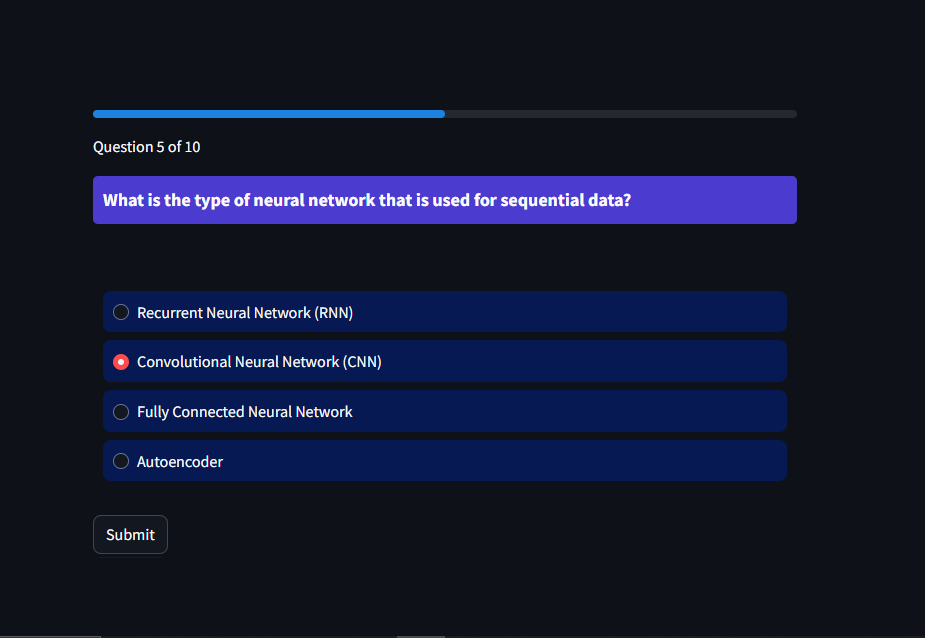 Question 5 of 10
What is the type of neural network that is used for sequential data?
Recurrent Neural Network (RNN)
Convolutional Neural Network (CNN)
Fully Connected Neural Network
Autoencoder
Submit